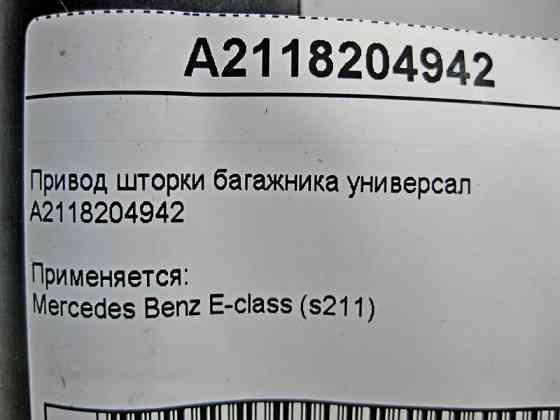 A2118204942
Привод шторки багажника универсал
A2118204942
Применяется:
Mercedes Benz E-class (s211)